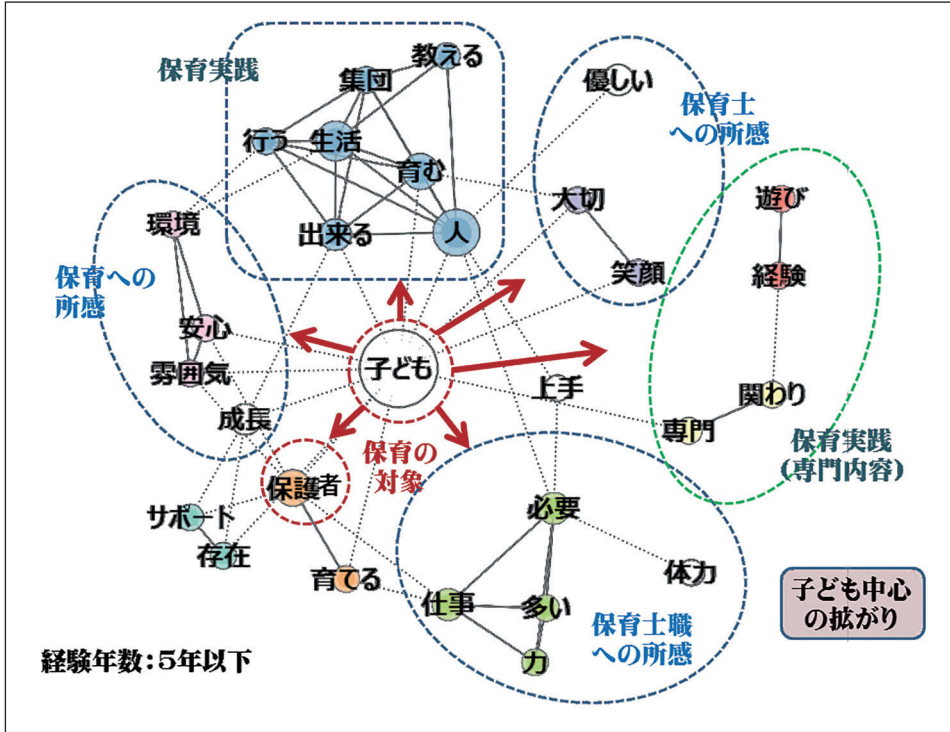 教える
保育実践
集団
優しい
保育士
への所感
行う
生活
育む
遊び
大切
環境
出来る
人
笑顔
経験
保育への
所感
安心
雰囲気
子ども
上手
関わり
成長
専門
保育の
対象
保育実践
(専門内容)
保護者
サポート
必要
存在
体力
育てる
仕事
多い
子ども中心
の拡がり
保育士職
への所感
力
経験年数:5年以下